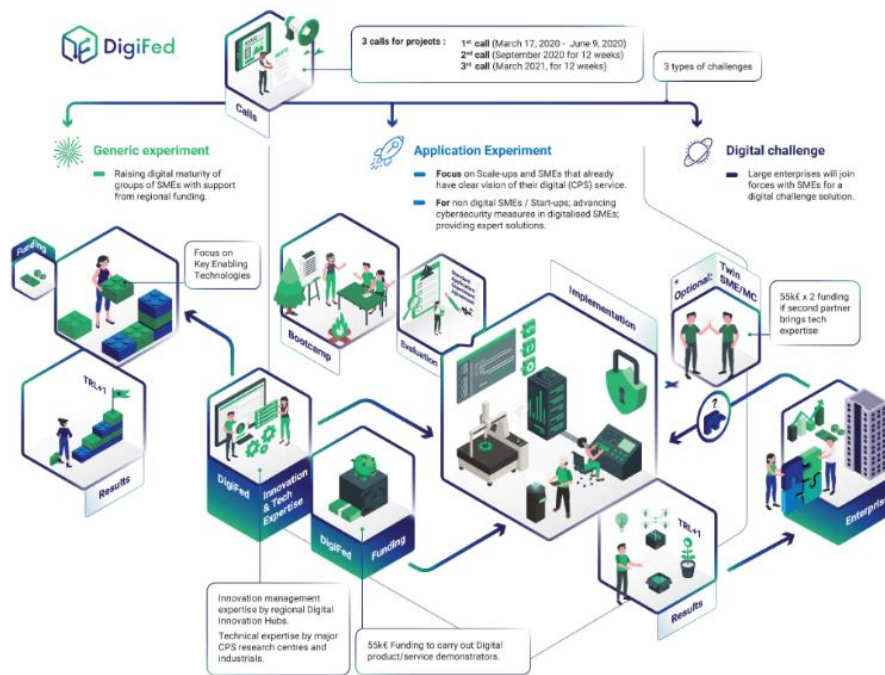 DigiFed
3 calls for projects :
1st call (March 17, 2020 - June 9, 2020)
2nd call (September 2020 for 12 weeks)
3rd call (March 2021, for 12 weeks)
3 types of challenges
Calls
Generic experiment
Raising digital maturity of
groups of SMEs with support
from regional funding.
Application Experiment
Focus on Scale-ups and SMEs that already
have clear vision of their digital (CPS) service.
For non digital SMEs / Start-ups; advancing
cybersecurity measures in digitalised SMEs;
providing expert solutions.
Digital challenge
Large enterprises will join
forces with SMEs for a
digital challenge solution.
Funding
Focus on
Key Enabling
Technologies
Bootcamp
Standard
Application
Experiment
Agreement
Evaluation
Implementation
* Optional:
Twin
SME/MC
55k€ x 2 funding
if second partner
brings tech
expertise
TRL+1
Results
DigiFed
Innovation
& Tech
Expertise
DigiFed
Funding
?
Enterprise
TRL+1
Results
Innovation management
expertise by regional Digital
Innovation Hubs.
Technical expertise by major
CPS research centres and
industrials.
55k€ Funding to carry out Digital
product/service demonstrators.